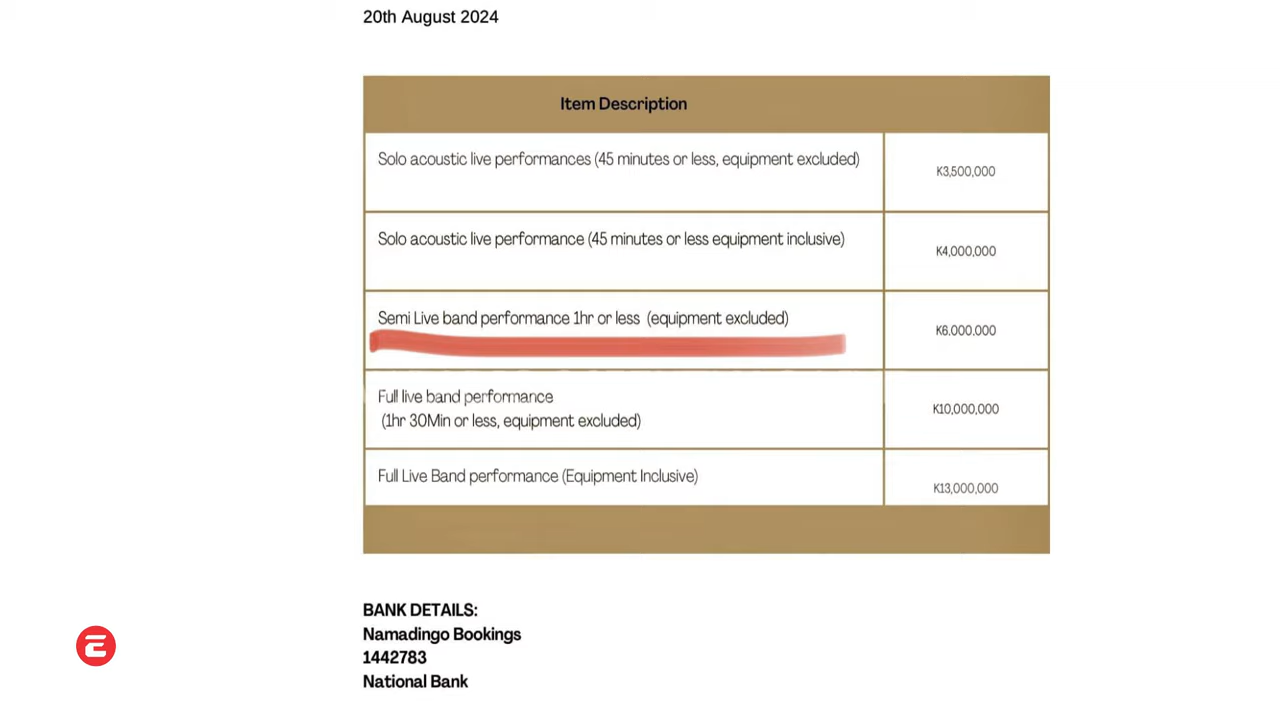 20th August 2024
Item Description
Solo acoustic live performances (45 minutes or less, equipment excluded)
K3,500,000
Solo acoustic live performance (45 minutes or less equipment inclusive)
K4,000,000
Semi Live band performance 1hr or less (equipment excluded)
K6.000.000
Full live band performance
(1hr 30Min or less, equipment excluded)
K10,000,000
Full Live Band performance (Equipment Inclusive)
K13,000,000
BANK DETAILS:
Namadingo Bookings
1442783
National Bank